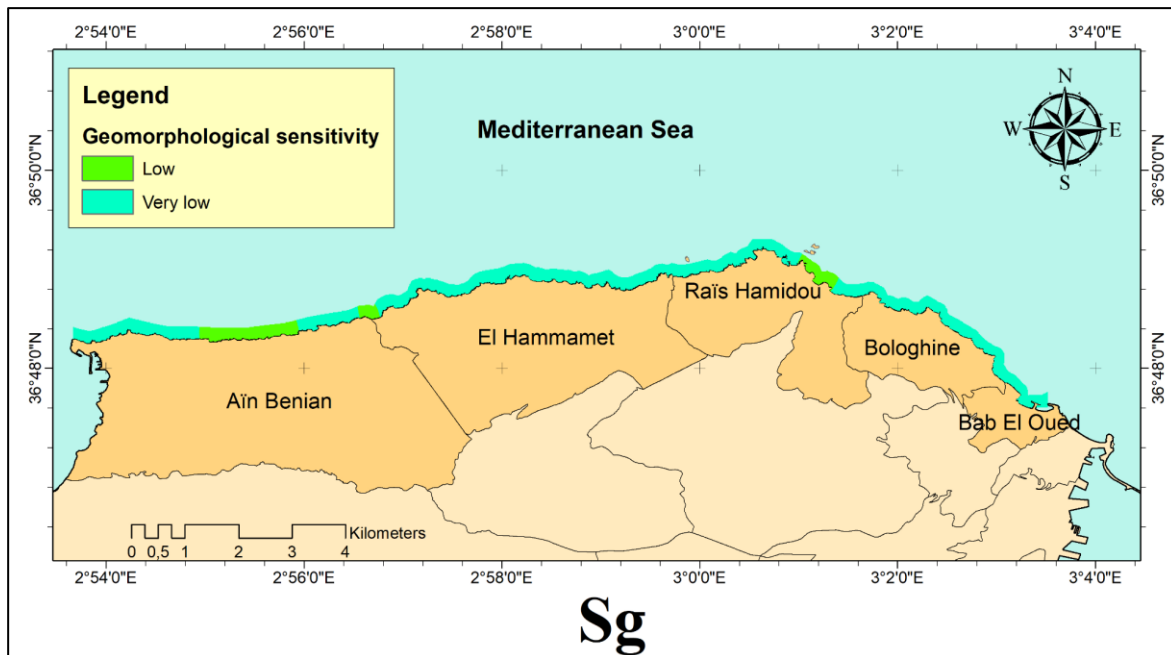 2°54'0"E 2°56'0"E 2°58'0"E 3°0'0"E 3°2'0"E 3°4'0"E
Legend
Geomorphological sensitivity
Low
Very low
Mediterranean Sea
N
W E
S
36°50'0"N 36°50'0"N
Raïs Hamidou
El Hammamet
Bologhine
36°48'0"N 36°48'0"N
Aïn Benian
Bab El Oued
Kilometers
0 0,5 1 2 3 4
2°54'0"E 2°56'0"E 2°58'0"E 3°0'0"E 3°2'0"E 3°4'0"E
Sg